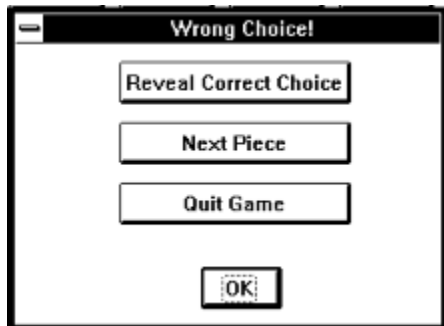 Wrong Choice!
Reveal Correct Choice
Next Piece
Quit Game
OK